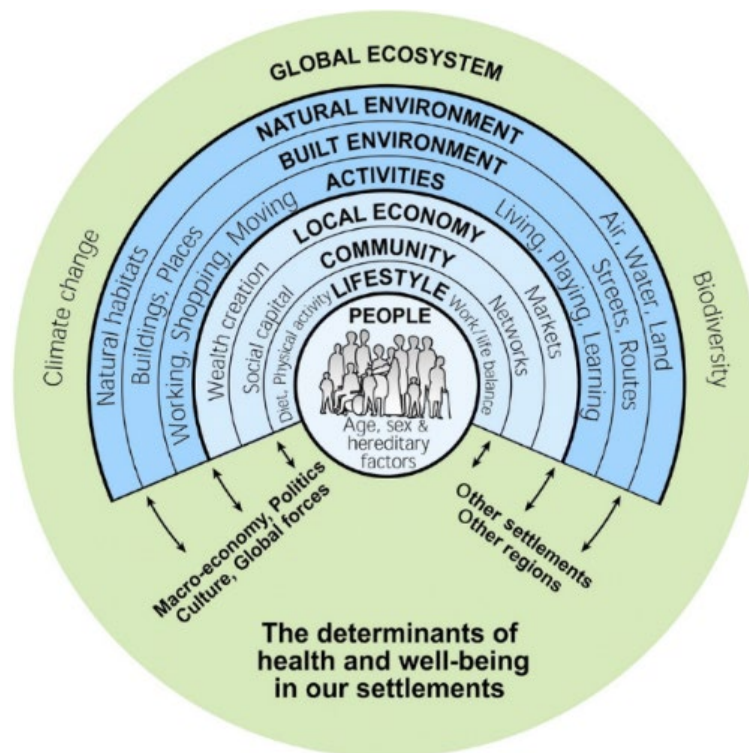 GLOBAL ECOSYSTEM
NATURAL ENVIRONMENT
BUILT ENVIRONMENT
ACTIVITIES
LOCAL ECONOMY
COMMUNITY
LIFESTYLE
PEOPLE
Age, sex &
hereditary
factors
Climate change
Natural habitats
Buildings, Places
Working, Shopping, Moving
Wealth creation
Social capital
Diet, Physical activity
Work/life balance
Networks
Markets
Living, Playing, Learning
Streets, Routes
Air, Water, Land
Biodiversity
Macro-economy, Politics
Culture, Global forces
Other settlements
Other regions
The determinants of
health and well-being
in our settlements